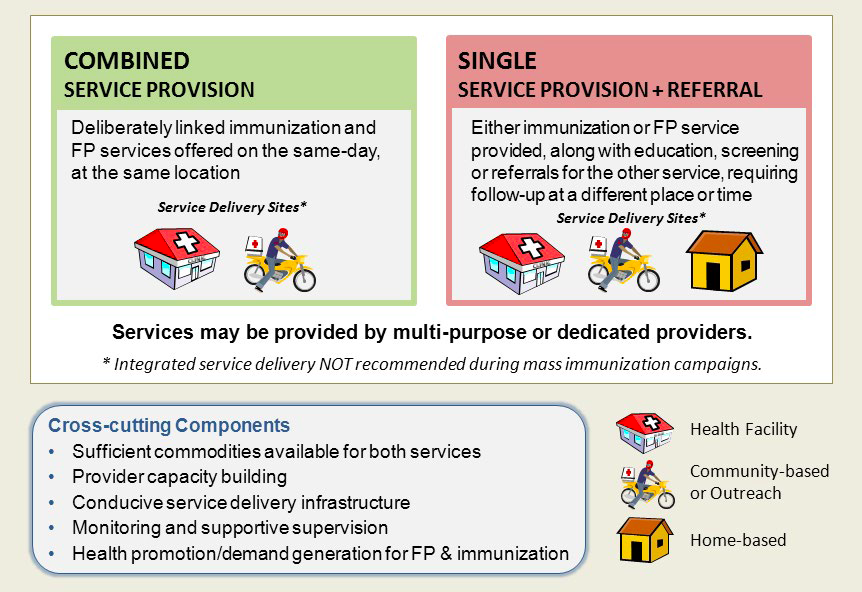 COMBINED
SERVICE PROVISION
Deliberately linked immunization and
FP services offered on the same-day,
at the same location
Service Delivery Sites*
SINGLE
SERVICE PROVISION + REFERRAL
Either immunization or FP service
provided, along with education, screening
or referrals for the other service, requiring
follow-up at a different place or time
Service Delivery Sites*
Services may be provided by multi-purpose or dedicated providers.
* Integrated service delivery NOT recommended during mass immunization campaigns.
Cross-cutting Components
• Sufficient commodities available for both services
• Provider capacity building
• Conducive service delivery infrastructure
• Monitoring and supportive supervision
• Health promotion/demand generation for FP & immunization
Health Facility
Community-based
or Outreach
Home-based